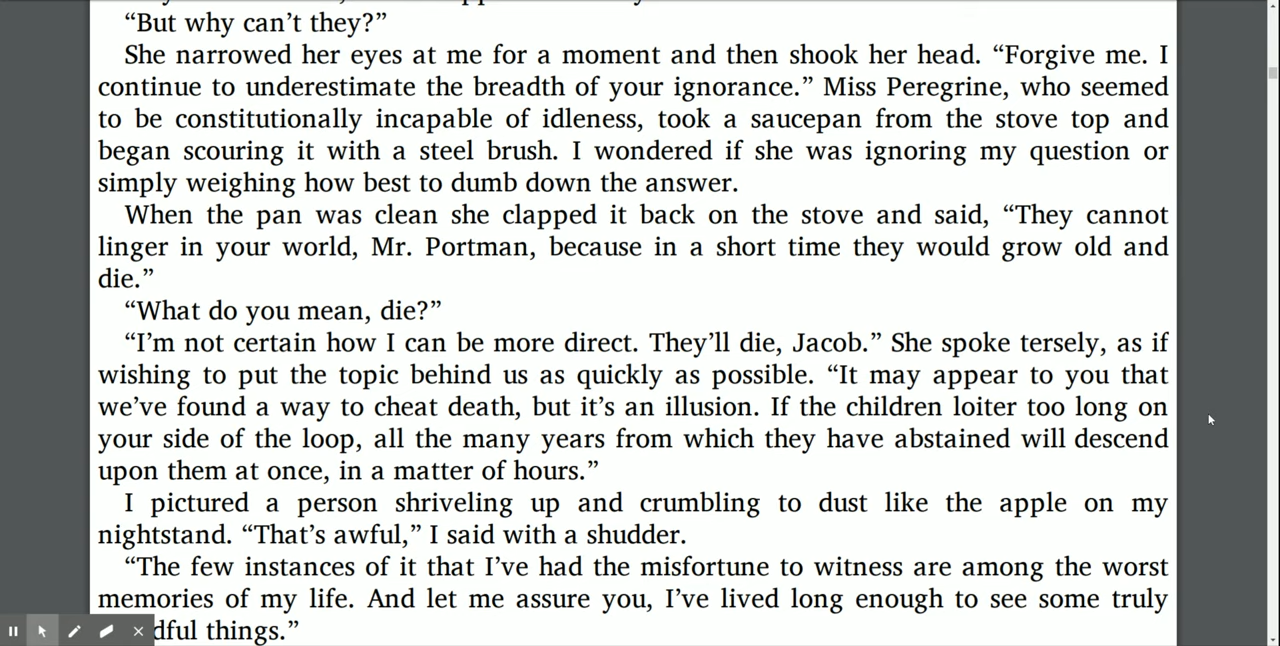 “But why can’t they?”
She narrowed her eyes at me for a moment and then shook her head. “Forgive me. I
continue to underestimate the breadth of your ignorance.” Miss Peregrine, who seemed
to be constitutionally incapable of idleness, took a saucepan from the stove top and
began scouring it with a steel brush. I wondered if she was ignoring my question or
simply weighing how best to dumb down the answer.
When the pan was clean she clapped it back on the stove and said, “They cannot
linger in your world, Mr. Portman, because in a short time they would grow old and
die.”
“What do you mean, die?”
“I’m not certain how I can be more direct. They’ll die, Jacob.” She spoke tersely, as if
wishing to put the topic behind us as quickly as possible. “It may appear to you that
we’ve found a way to cheat death, but it’s an illusion. If the children loiter too long on
your side of the loop, all the many years from which they have abstained will descend
upon them at once, in a matter of hours.”
I pictured a person shriveling up and crumbling to dust like the apple on my
nightstand. “That’s awful,” I said with a shudder.
“The few instances of it that I’ve had the misfortune to witness are among the worst
memories of my life. And let me assure you, I’ve lived long enough to see some truly
dful things.”